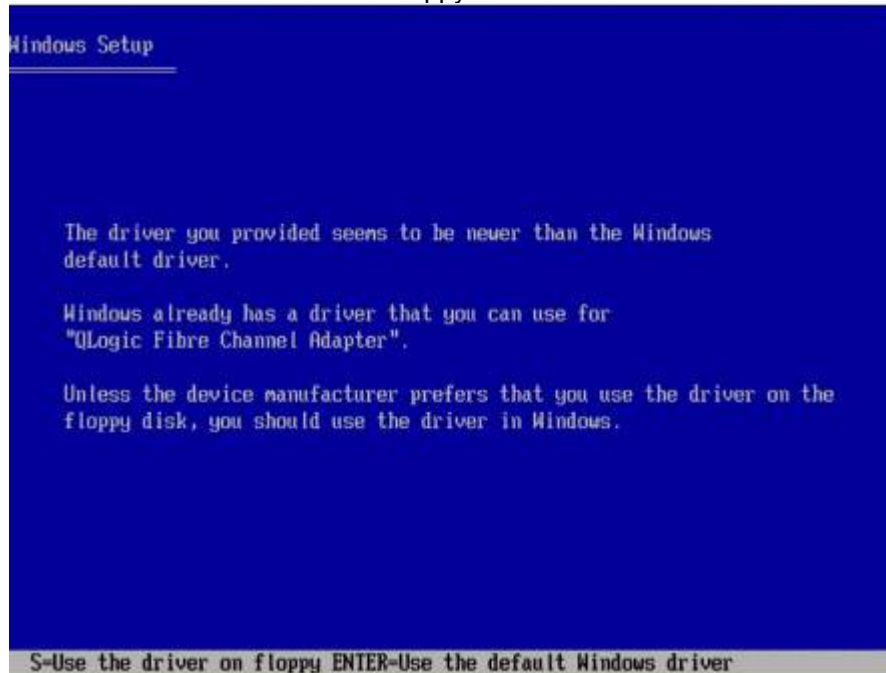 Windows Setup
The driver you provided seems to be newer than the Windows
default driver.
Windows already has a driver that you can use for
"QLogic Fibre Channel Adapter".
Unless the device manufacturer prefers that you use the driver on the
floppy disk, you should use the driver in Windows.
S=Use the driver on floppy ENTER=Use the default Windows driver